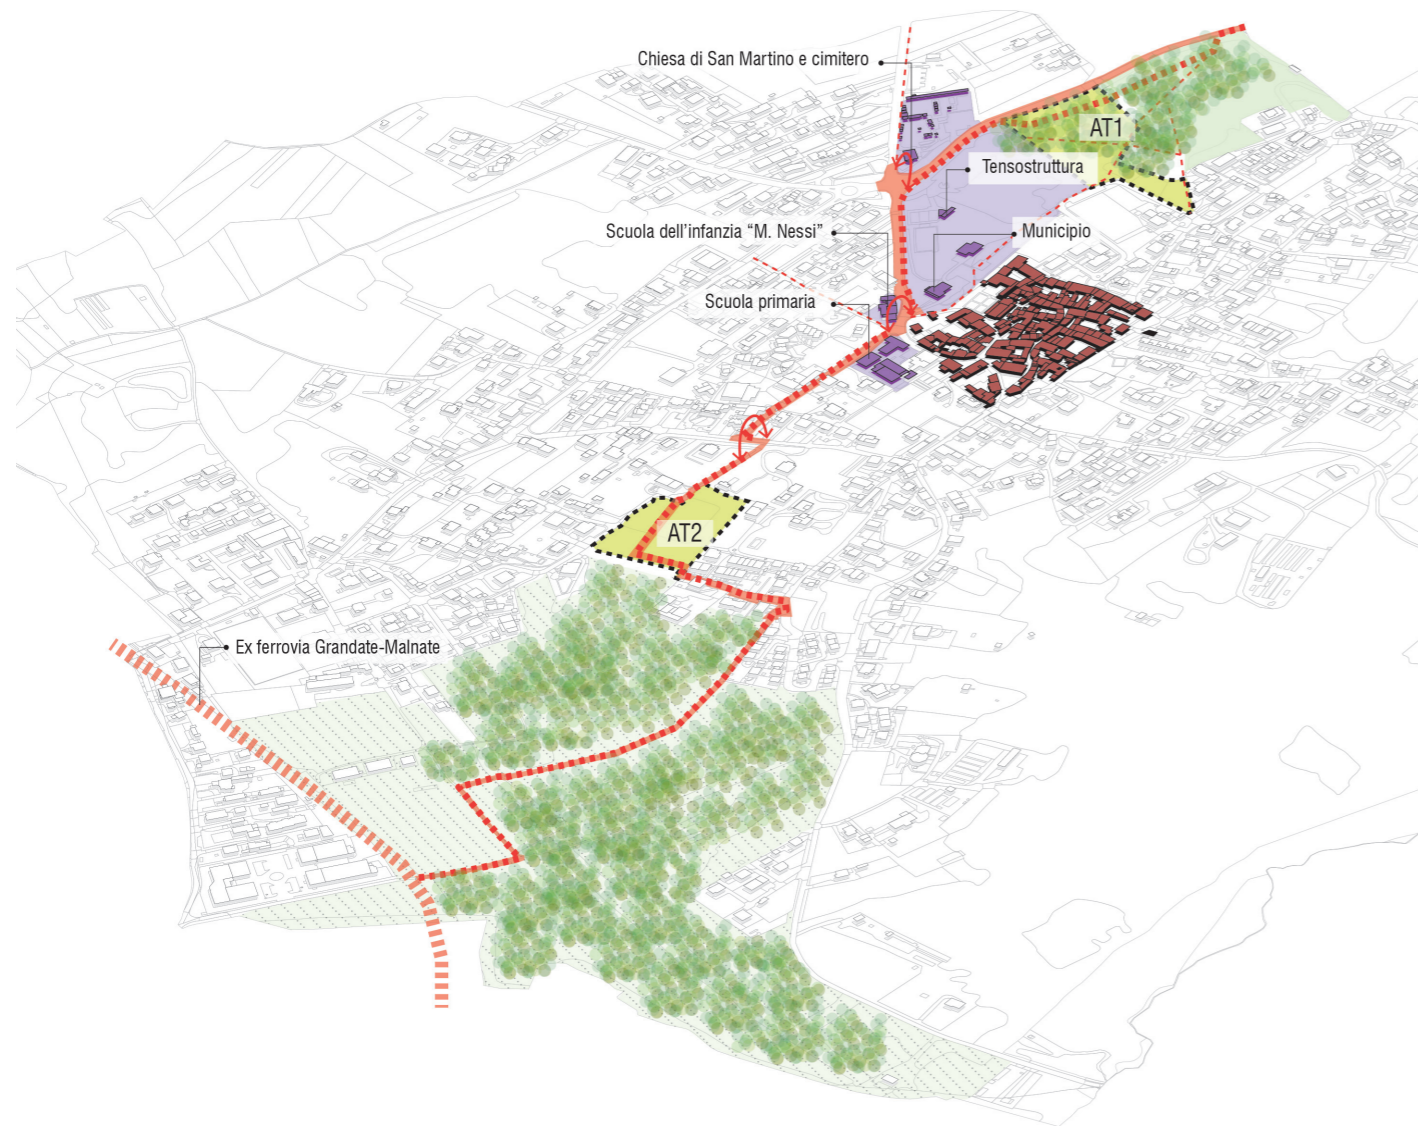 Chiesa di San Martino e cimitero
AT1
Tensostruttura
Scuola dell'infanzia “M. Nessi”
Municipio
Scuola primaria
AT2
Ex ferrovia Grandate-Malnate